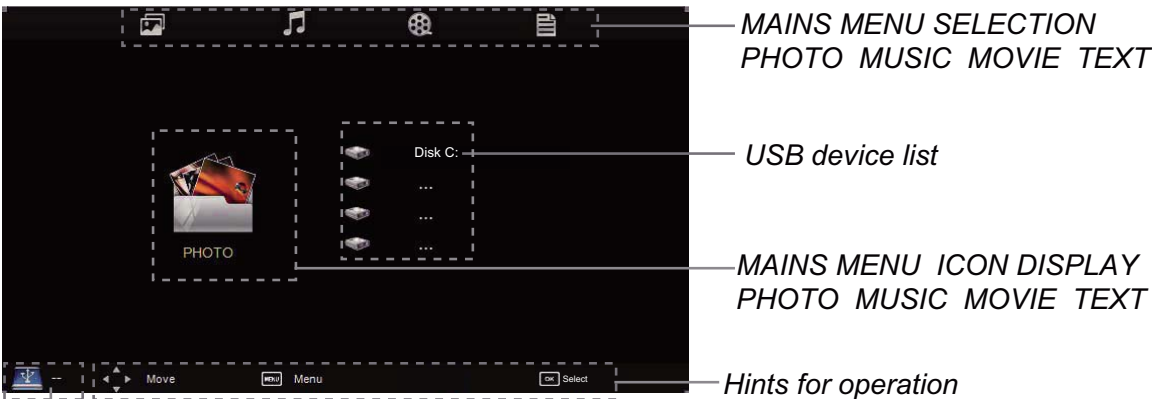 MAINS MENU SELECTION
PHOTO MUSIC MOVIE TEXT
Disk C:
USB device list
...
...
...
PHOTO
MAINS MENU ICON DISPLAY
PHOTO MUSIC MOVIE TEXT
--
Move
MENU Menu
OK Select
Hints for operation